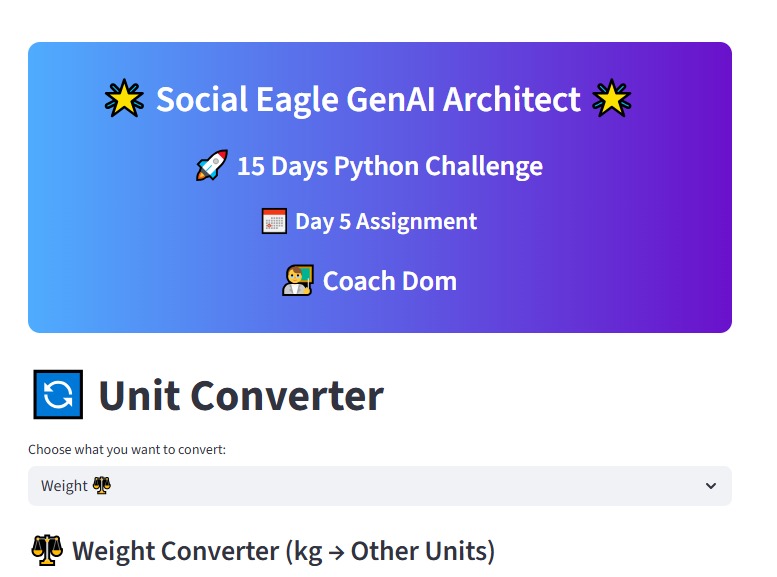 🌟 Social Eagle GenAI Architect 🌟
🚀 15 Days Python Challenge
📅 Day 5 Assignment
👨‍🏫 Coach Dom
🔄 Unit Converter
Choose what you want to convert:
Weight ⚖️
⚖️ Weight Converter (kg → Other Units)